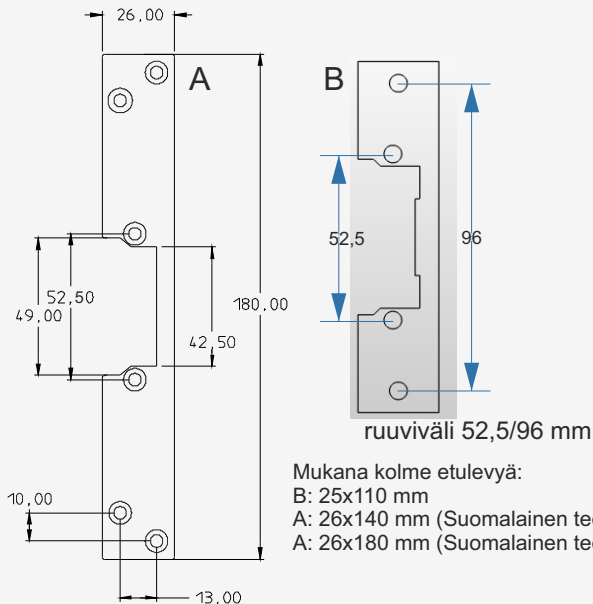 26,00
A
B
52,5
96
52,50
49,00
180,00
42,50
ruuviväli 52,5/96 mm
Mukana kolme etulevyä:
B: 25x110 mm
10,00
A: 26x140 mm (Suomalainen
A: 26x180 mm (Suomalainen
13,00